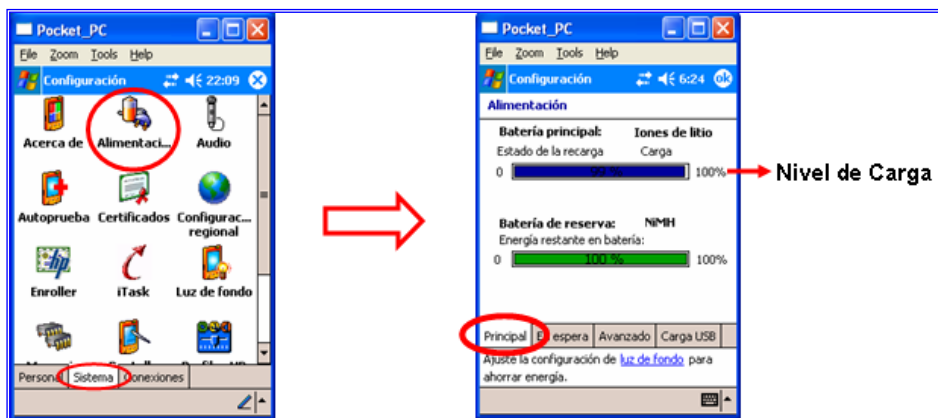 Pocket_PC
File Zoom Tools Help
Configuración 22:09
Acerca de Alimentaci... Audio
Autoprueba Certificados Configurac... regional
Enroller iTask Luz de fondo
Personal Sistema Conexiones
Pocket_PC
File Zoom Tools Help
Configuración 6:24 ok
Alimentación
Batería principal: Iones de litio
Estado de la recarga Carga
0 99 % 100%
Nivel de Carga
Batería de reserva: NiMH
Energía restante en batería:
0 100 % 100%
Principal espera Avanzado Carga USB
Ajuste la configuración de luz de fondo para
ahorrar energía.